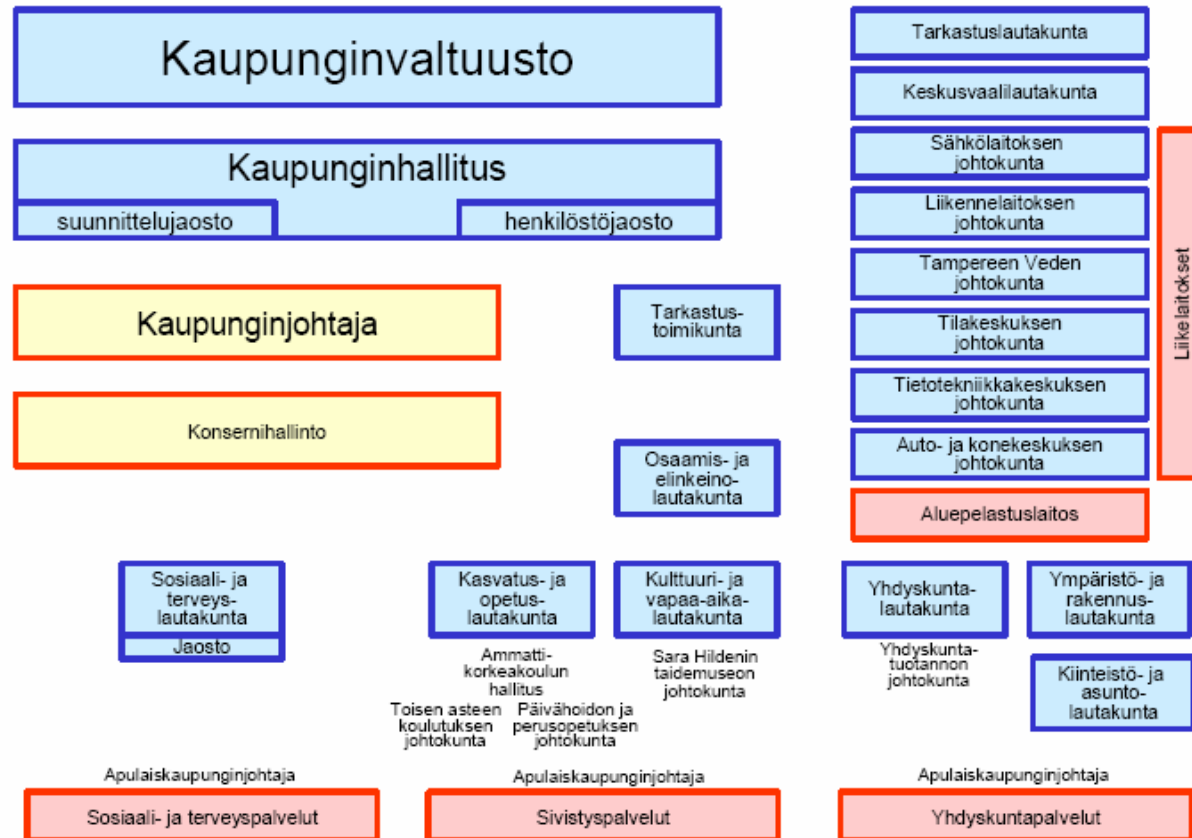 Kaupunginvaltuusto
Kaupunginhallitus
suunnittelujaosto
henkilöstöjaosto
Kaupunginjohtaja
Konsernihallinto
Tarkastus-
toimikunta
Osaamis- ja
elinkeino-
lautakunta
Tarkastuslautakunta
Keskusvaalilautakunta
Sähkölaitoksen
johtokunta
Liikennelaitoksen
johtokunta
Tampereen Veden
johtokunta
Tilakeskuksen
johtokunta
Tietotekniikkakeskuksen
johtokunta
Auto- ja konekeskuksen
johtokunta
Liikelaitokset
Aluepelastuslaitos
Sosiaali- ja
terveys-
lautakunta
Jaosto
Kasvatus- ja
opetus-
lautakunta
Ammatti-
korkeakoulun
hallitus
Toisen asteen
koulutuksen
johtokunta
Päivähoidon ja
perusopetuksen
johtokunta
Kulttuuri- ja
vapaa-aika-
lautakunta
Sara Hildenin
taidemuseon
johtokunta
Yhdyskunta-
lautakunta
Yhdyskunta-
tuotannon
johtokunta
Ympäristö- ja
rakennus-
lautakunta
Kiinteistö- ja
asunto-
lautakunta
Apulaiskaupunginjohtaja
Sosiaali- ja terveyspalvelut
Apulaiskaupunginjohtaja
Sivistyspalvelut
Apulaiskaupunginjohtaja
Yhdyskuntapalvelut